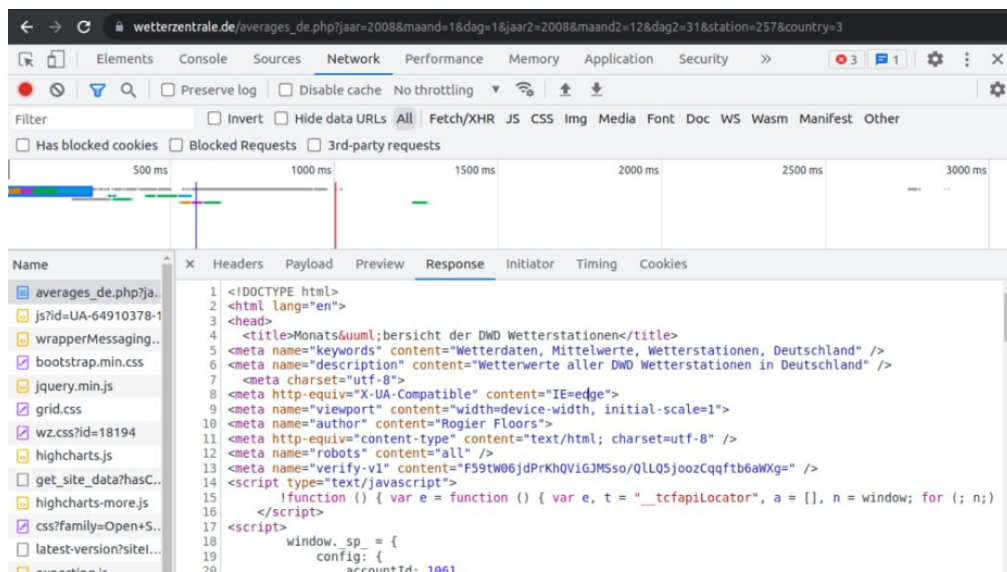 wetterzentrale.de/averages_de.php?jaar=2008&maand=1&dag=1&jaar2=2008&maand2=12&dag2=31&station=257&country=3
Elements Console Sources Network Performance Memory Application Security » 3 1
Preserve log Disable cache No throttling
Filter Invert Hide data URLs All Fetch/XHR JS CSS Img Media Font Doc WS Wasm Manifest Other
Has blocked cookies Blocked Requests 3rd-party requests
500 ms 1000 ms 1500 ms 2000 ms 2500 ms 3000 ms
Name × Headers Payload Preview Response Initiator Timing Cookies
averages_de.php?ja..
js?id=UA-64910378-1
wrapperMessaging..
bootstrap.min.css
jquery.min.js
grid.css
wz.css?id=18194
highcharts.js
get_site_data?hasC..
highcharts-more.js
css?family=Open+S..
latest-version?siteI...
exporting.js
1 <!DOCTYPE html>
2 <html lang="en">
3 <head>
4 <title>Monats&uuml;bersicht der DWD Wetterstationen</title>
5 <meta name="keywords" content="Wetterdaten, Mittelwerte, Wetterstationen, Deutschland" />
6 <meta name="description" content="Wetterwerte aller DWD Wetterstationen in Deutschland" />
7 <meta charset="utf-8">
8 <meta http-equiv="X-UA-Compatible" content="IE=edge">
9 <meta name="viewport" content="width=device-width, initial-scale=1">
10 <meta name="author" content="Rogier Floors">
11 <meta http-equiv="content-type" content="text/html; charset=utf-8" />
12 <meta name="robots" content="all" />
13 <meta name="verify-v1" content="F59tW06jdPrKhQViGJMSso/QlLQ5joozCqqftb6aWXg=" />
14 <script type="text/javascript">
15 !function () { var e = function () { var e, t = "__tcfapiLocator", a = [], n = window; for (; n;)
16 </script>
17 <script>
18 window._sp_ = {
19 config: {
20 accountId: 1061,